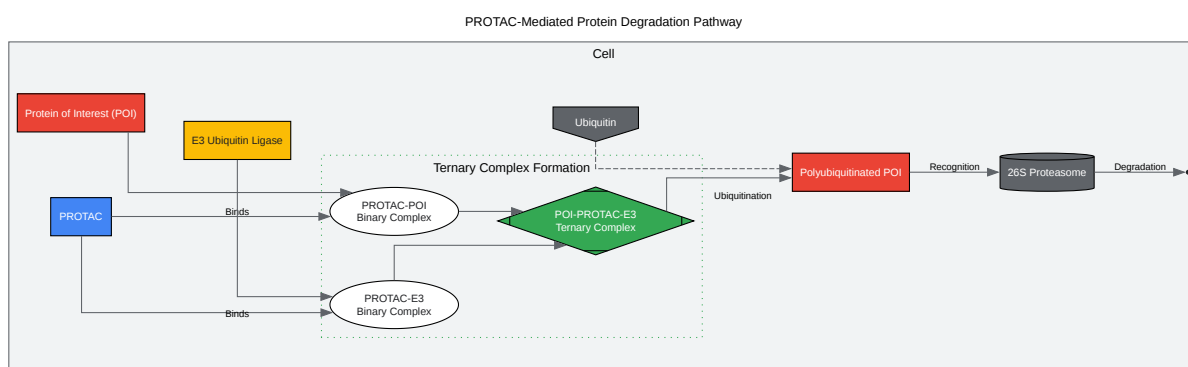 PROTAC-Mediated Protein Degradation Pathway
Cell
Protein of Interest (POI)
E3 Ubiquitin Ligase
Ubiquitin
Ternary Complex Formation
Polyubiquitinated POI
Recognition
26S Proteasome
Degradation
PROTAC
Binds
PROTAC-POI
Binary Complex
POI-PROTAC-E3
Ternary Complex
Ubiquitination
PROTAC-E3
Binary Complex
Binds